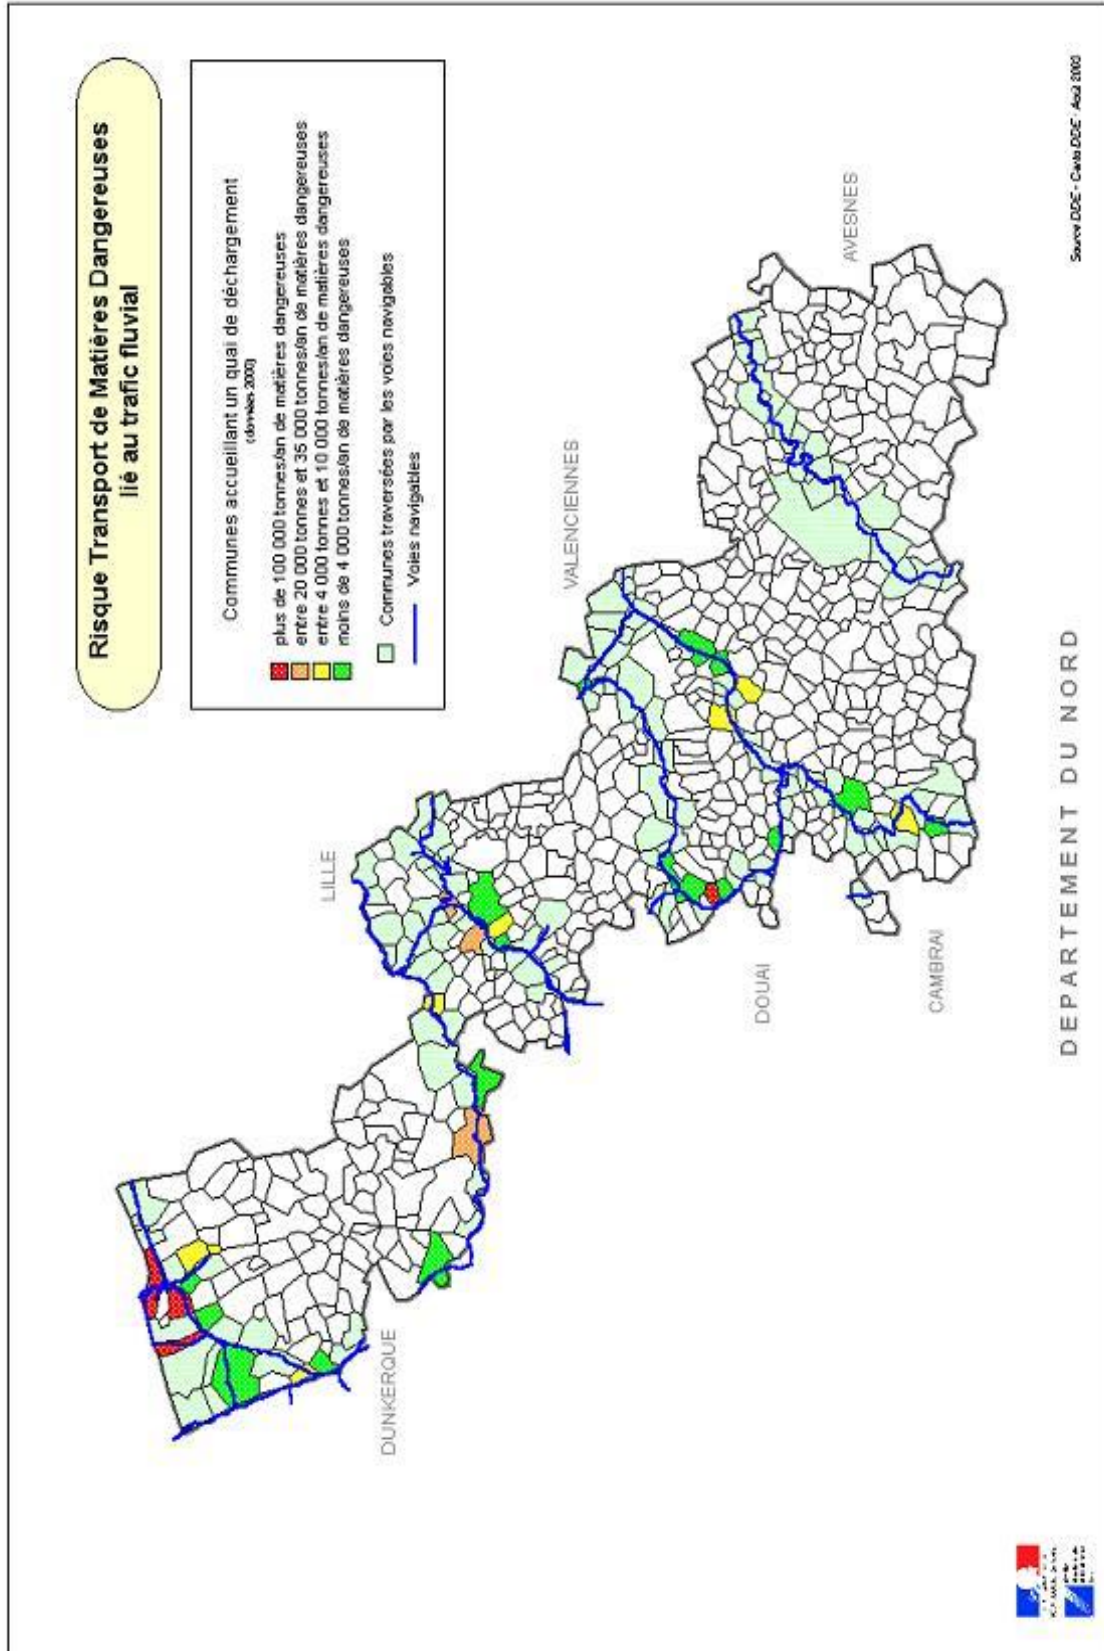 Risque Transport de Matières Dangereuses
lié au trafic fluvial
Communes accueillant un quai de déchargement
(données 2000)
plus de 100 000 tonnes/an de matières dangereuses
entre 20 000 tonnes et 35 000 tonnes/an de matières dangereuses
entre 4 000 tonnes et 10 000 tonnes/an de matières dangereuses
moins de 4 000 tonnes/an de matières dangereuses
Communes traversées par les voies navigables
Voies navigables
DUNKERQUE
LILLE
VALENCIENNES
DOUAI
CAMBRAI
AVESNES
DEPARTEMENT DU NORD
Source DDE - Carto DDE - Août 2003